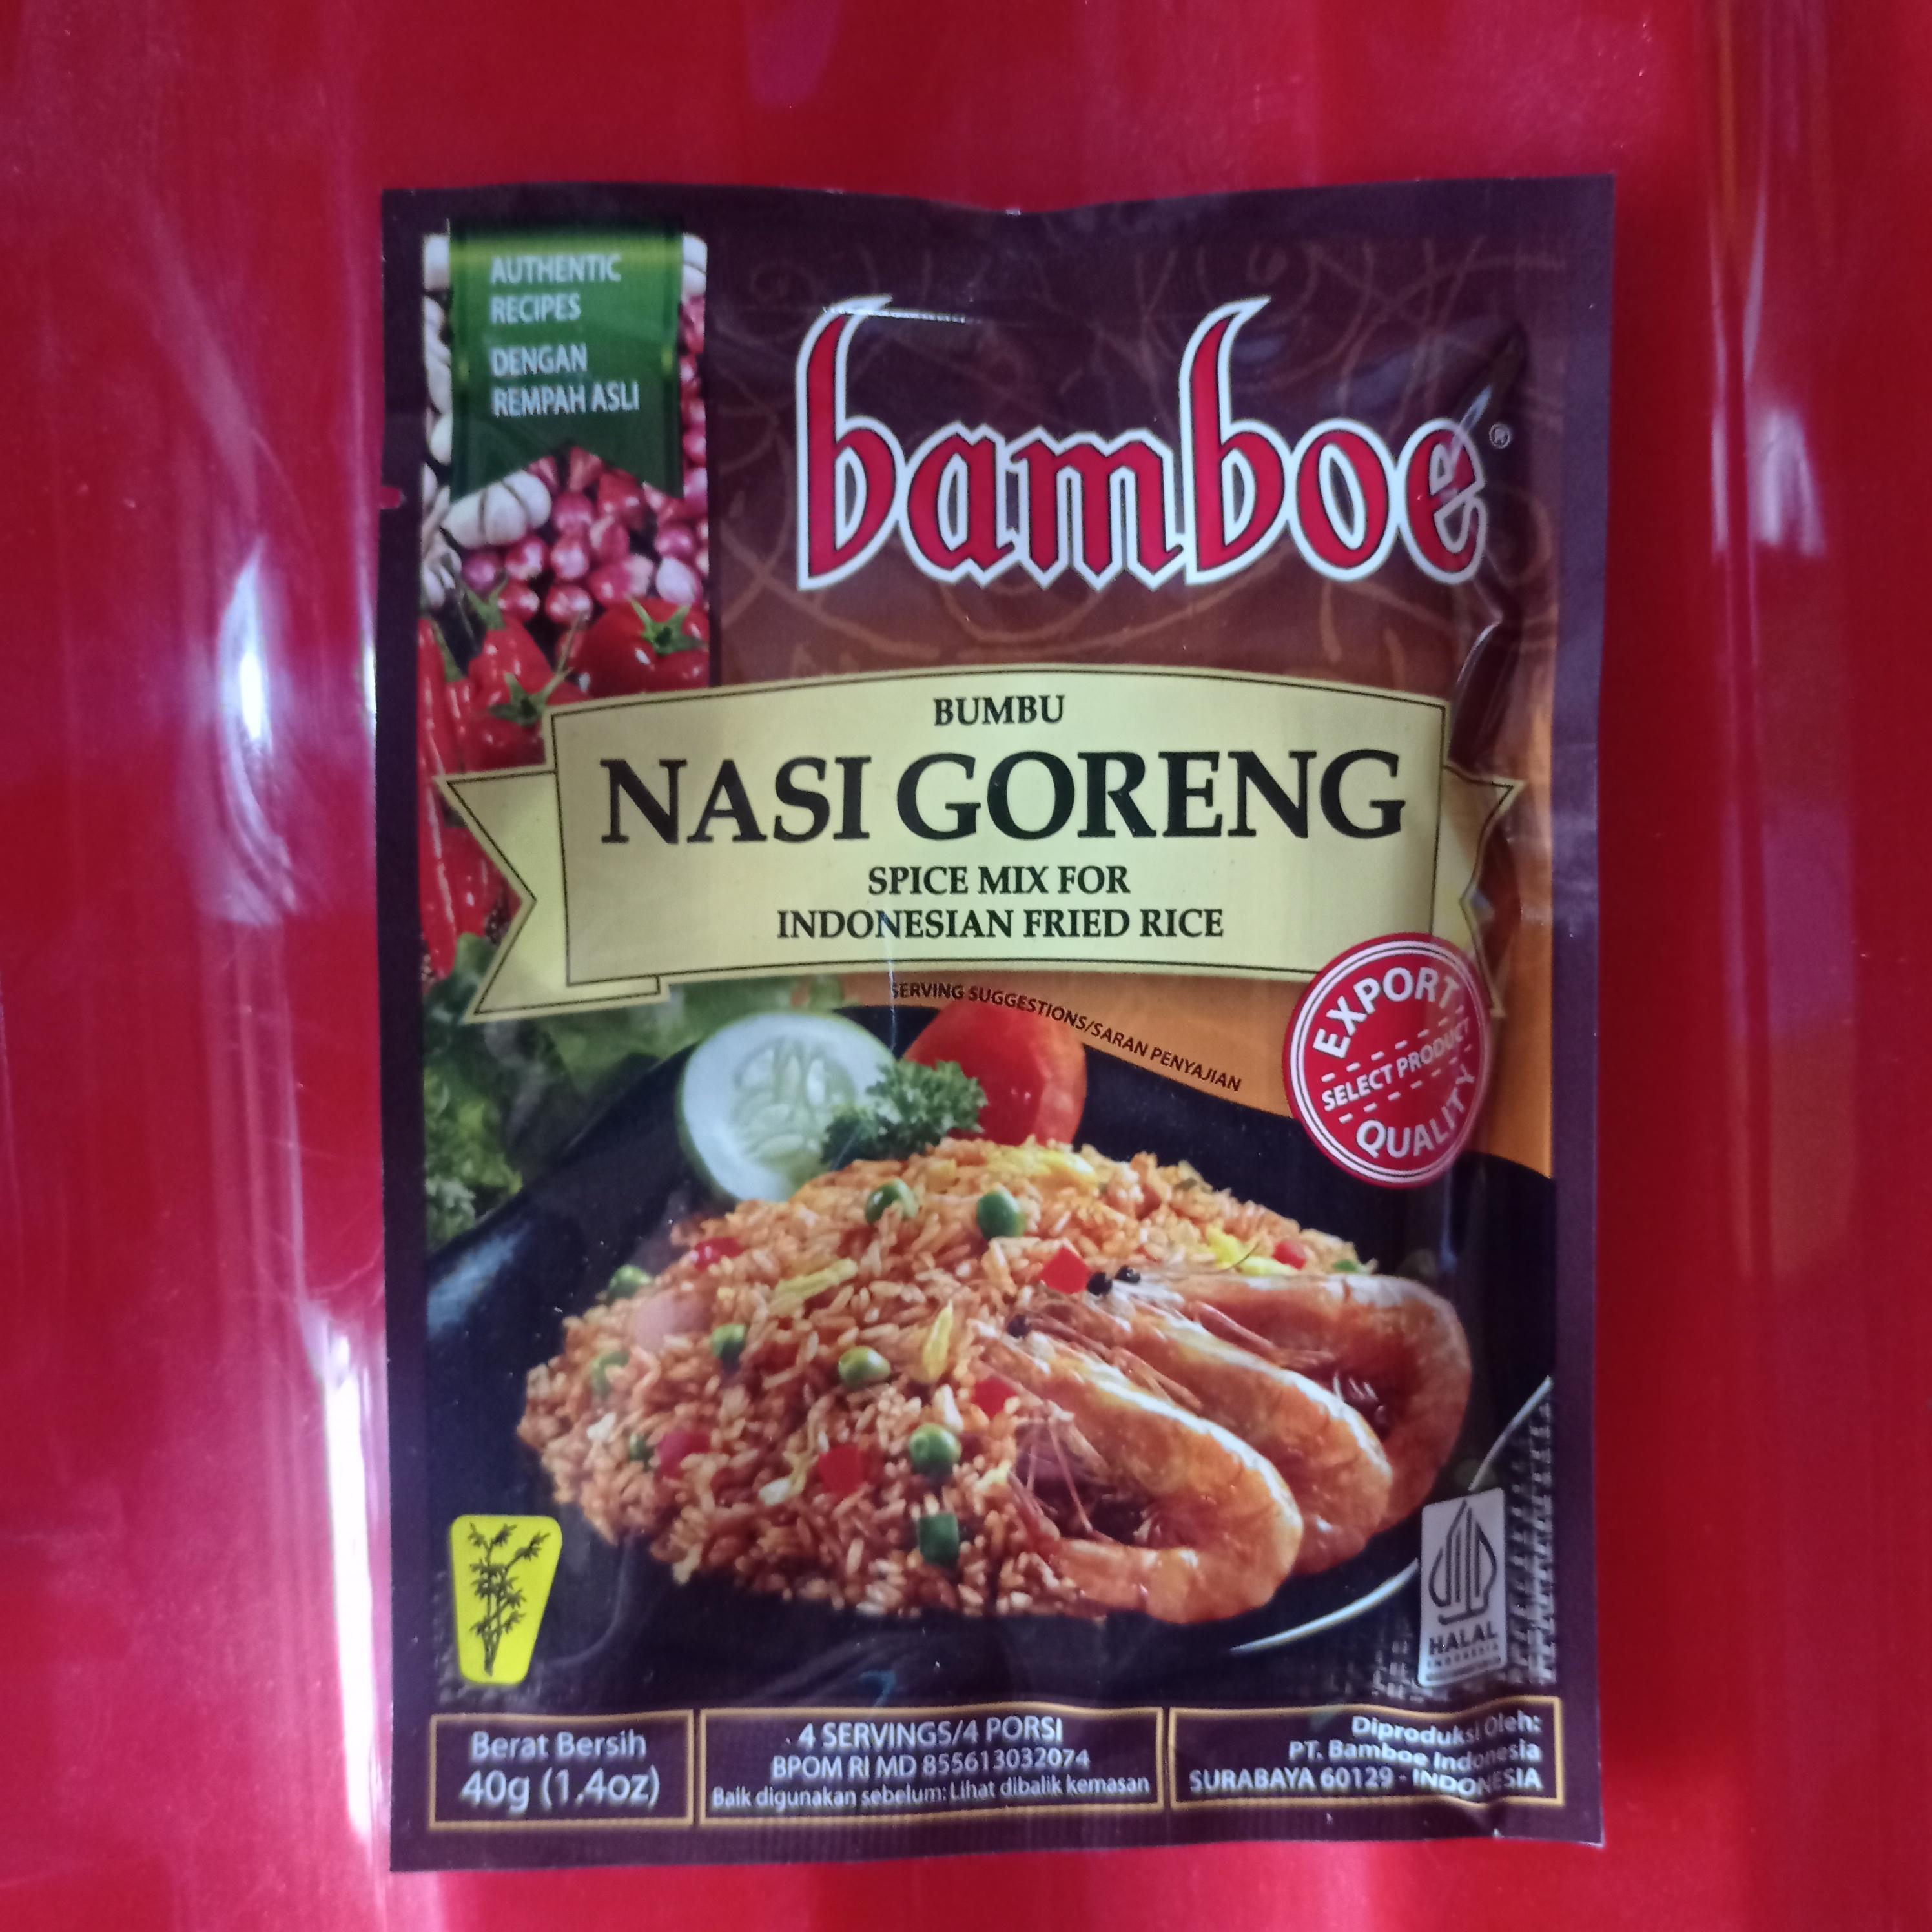 AUTHENTIC
RECIPES
DENGAN
REMPAH ASLI
bamboe®
BUMBU
NASI GORENG
SPICE MIX FOR
INDONESIAN FRIED RICE
SERVING SUGGESTIONS/SARAN PENYAJIAN
EXPORT
SELECT PRODUCT
QUALITY
HALAL
INDONESIA
Berat Bersih
40g (1.4oz)
4 SERVINGS/4 PORSI
BPOM RI MD 855613032074
Baik digunakan sebelum: Lihat dibalik kemasan
Diproduksi Oleh:
PT. Bamboe Indonesia
SURABAYA 60129 - INDONESIA